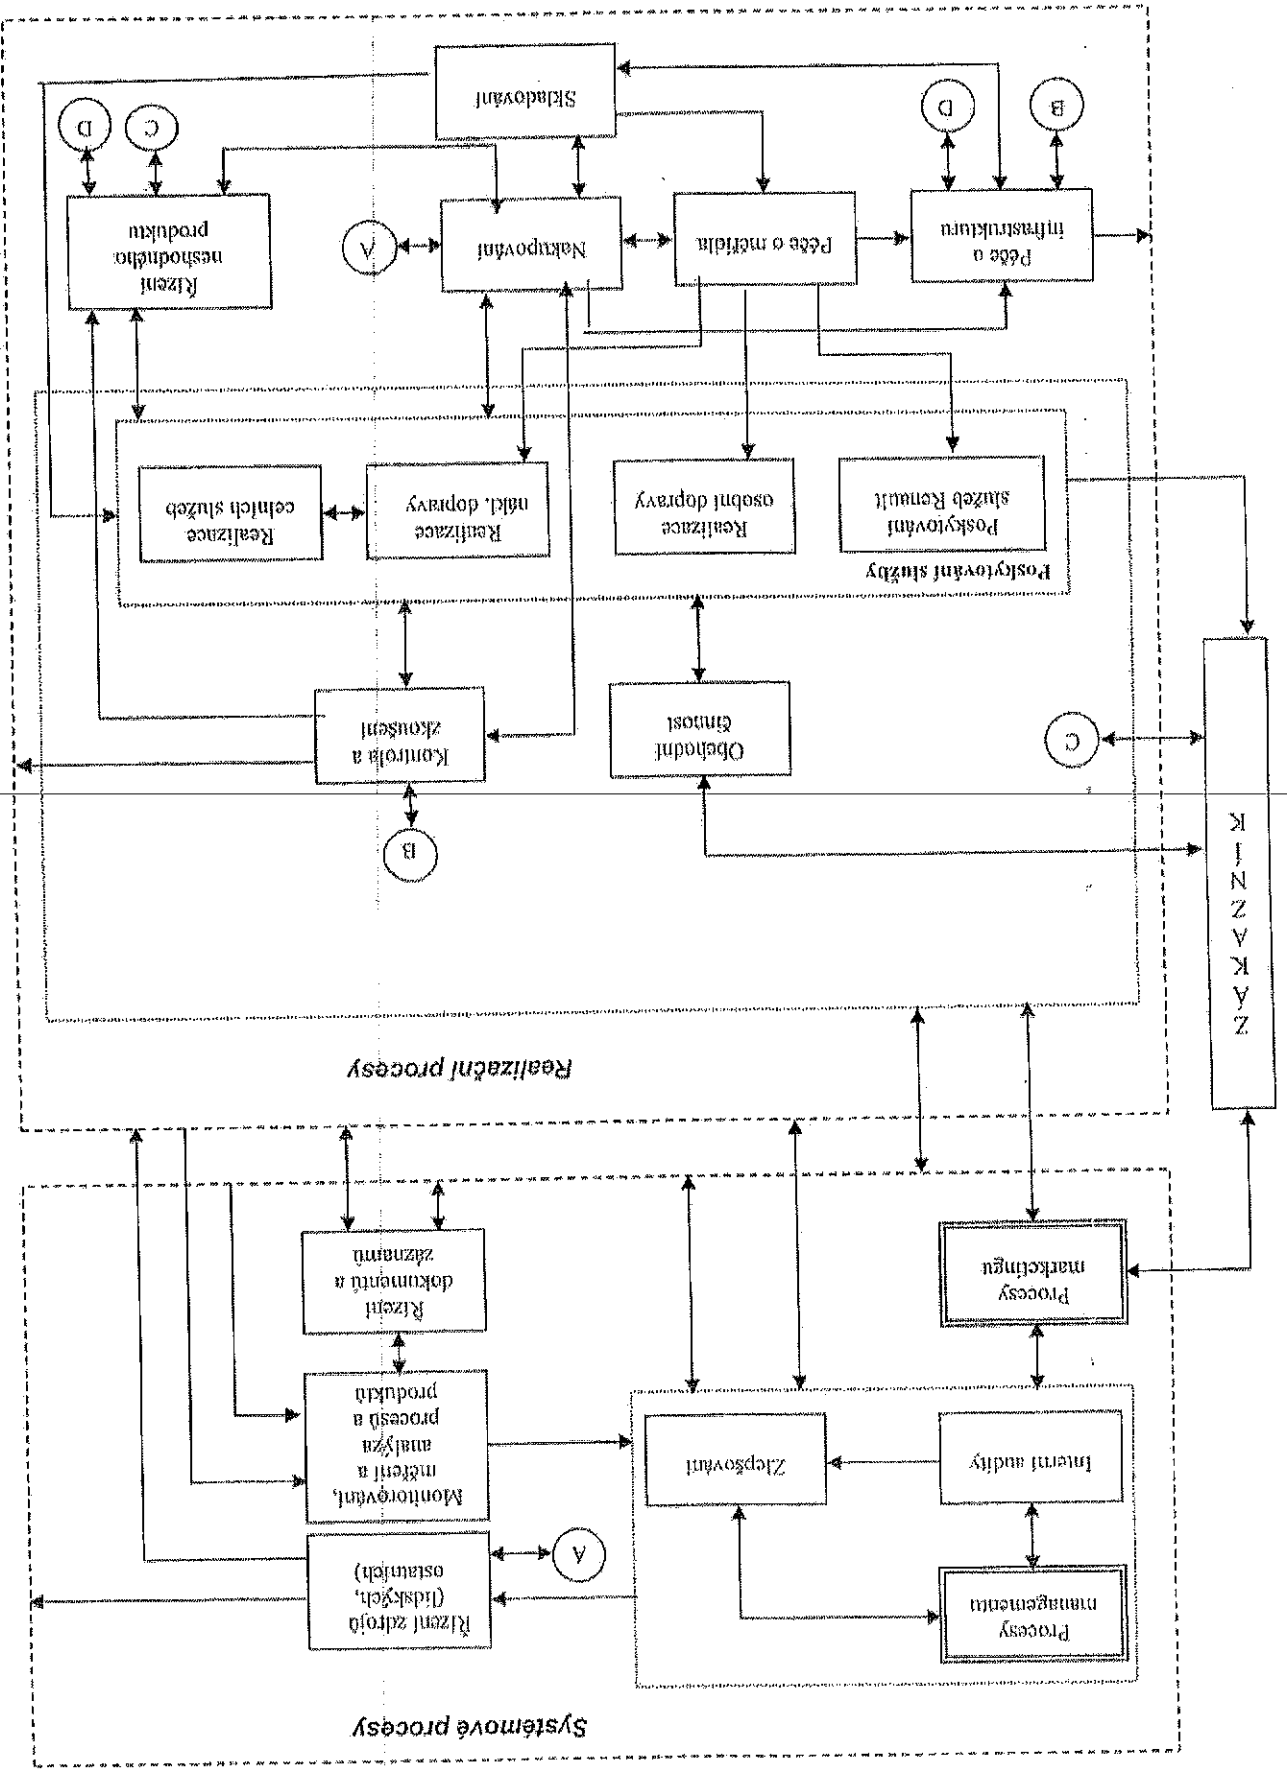 Systémové procesy
Procesy
managementu
Řízení zdrojů
(lidských,
ostatních)
A
Interní audity
Zlepšování
Monitorování,
měření a
analýza
procesů a
produktů
Procesy
marketingu
Řízení
dokumentů a
záznamů
Realizační procesy
Z
Á
K
A
Z
N
Í
K
B
C
Obchodní
činnost
Kontrola a
zkoušení
Poskytování služby
Poskytování
služeb Renault
Realizace
osobní dopravy
Realizace
nákl. dopravy
Realizace
celních služeb
Péče o
infrastrukturu
Péče o měřidla
Nakupování
A
Řízení
neshodného
produktu
B
D
Skladování
C
D